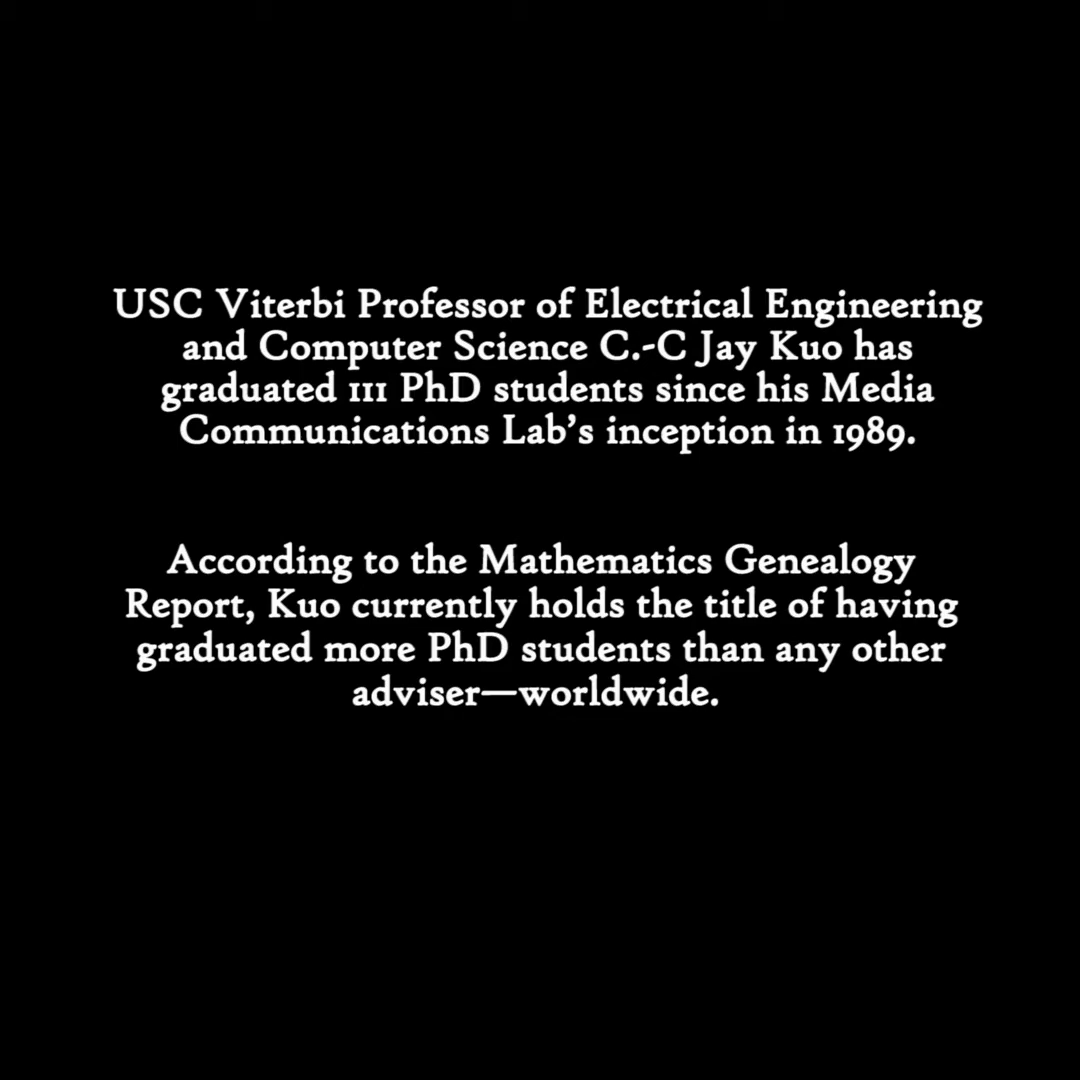 USC Viterbi Professor of Electrical Engineering
and Computer Science C.-C Jay Kuo has
graduated 111 PhD students since his Media
Communications Lab’s inception in 1989.
According to the Mathematics Genealogy
Report, Kuo currently holds the title of having
graduated more PhD students than any other
adviser—worldwide.